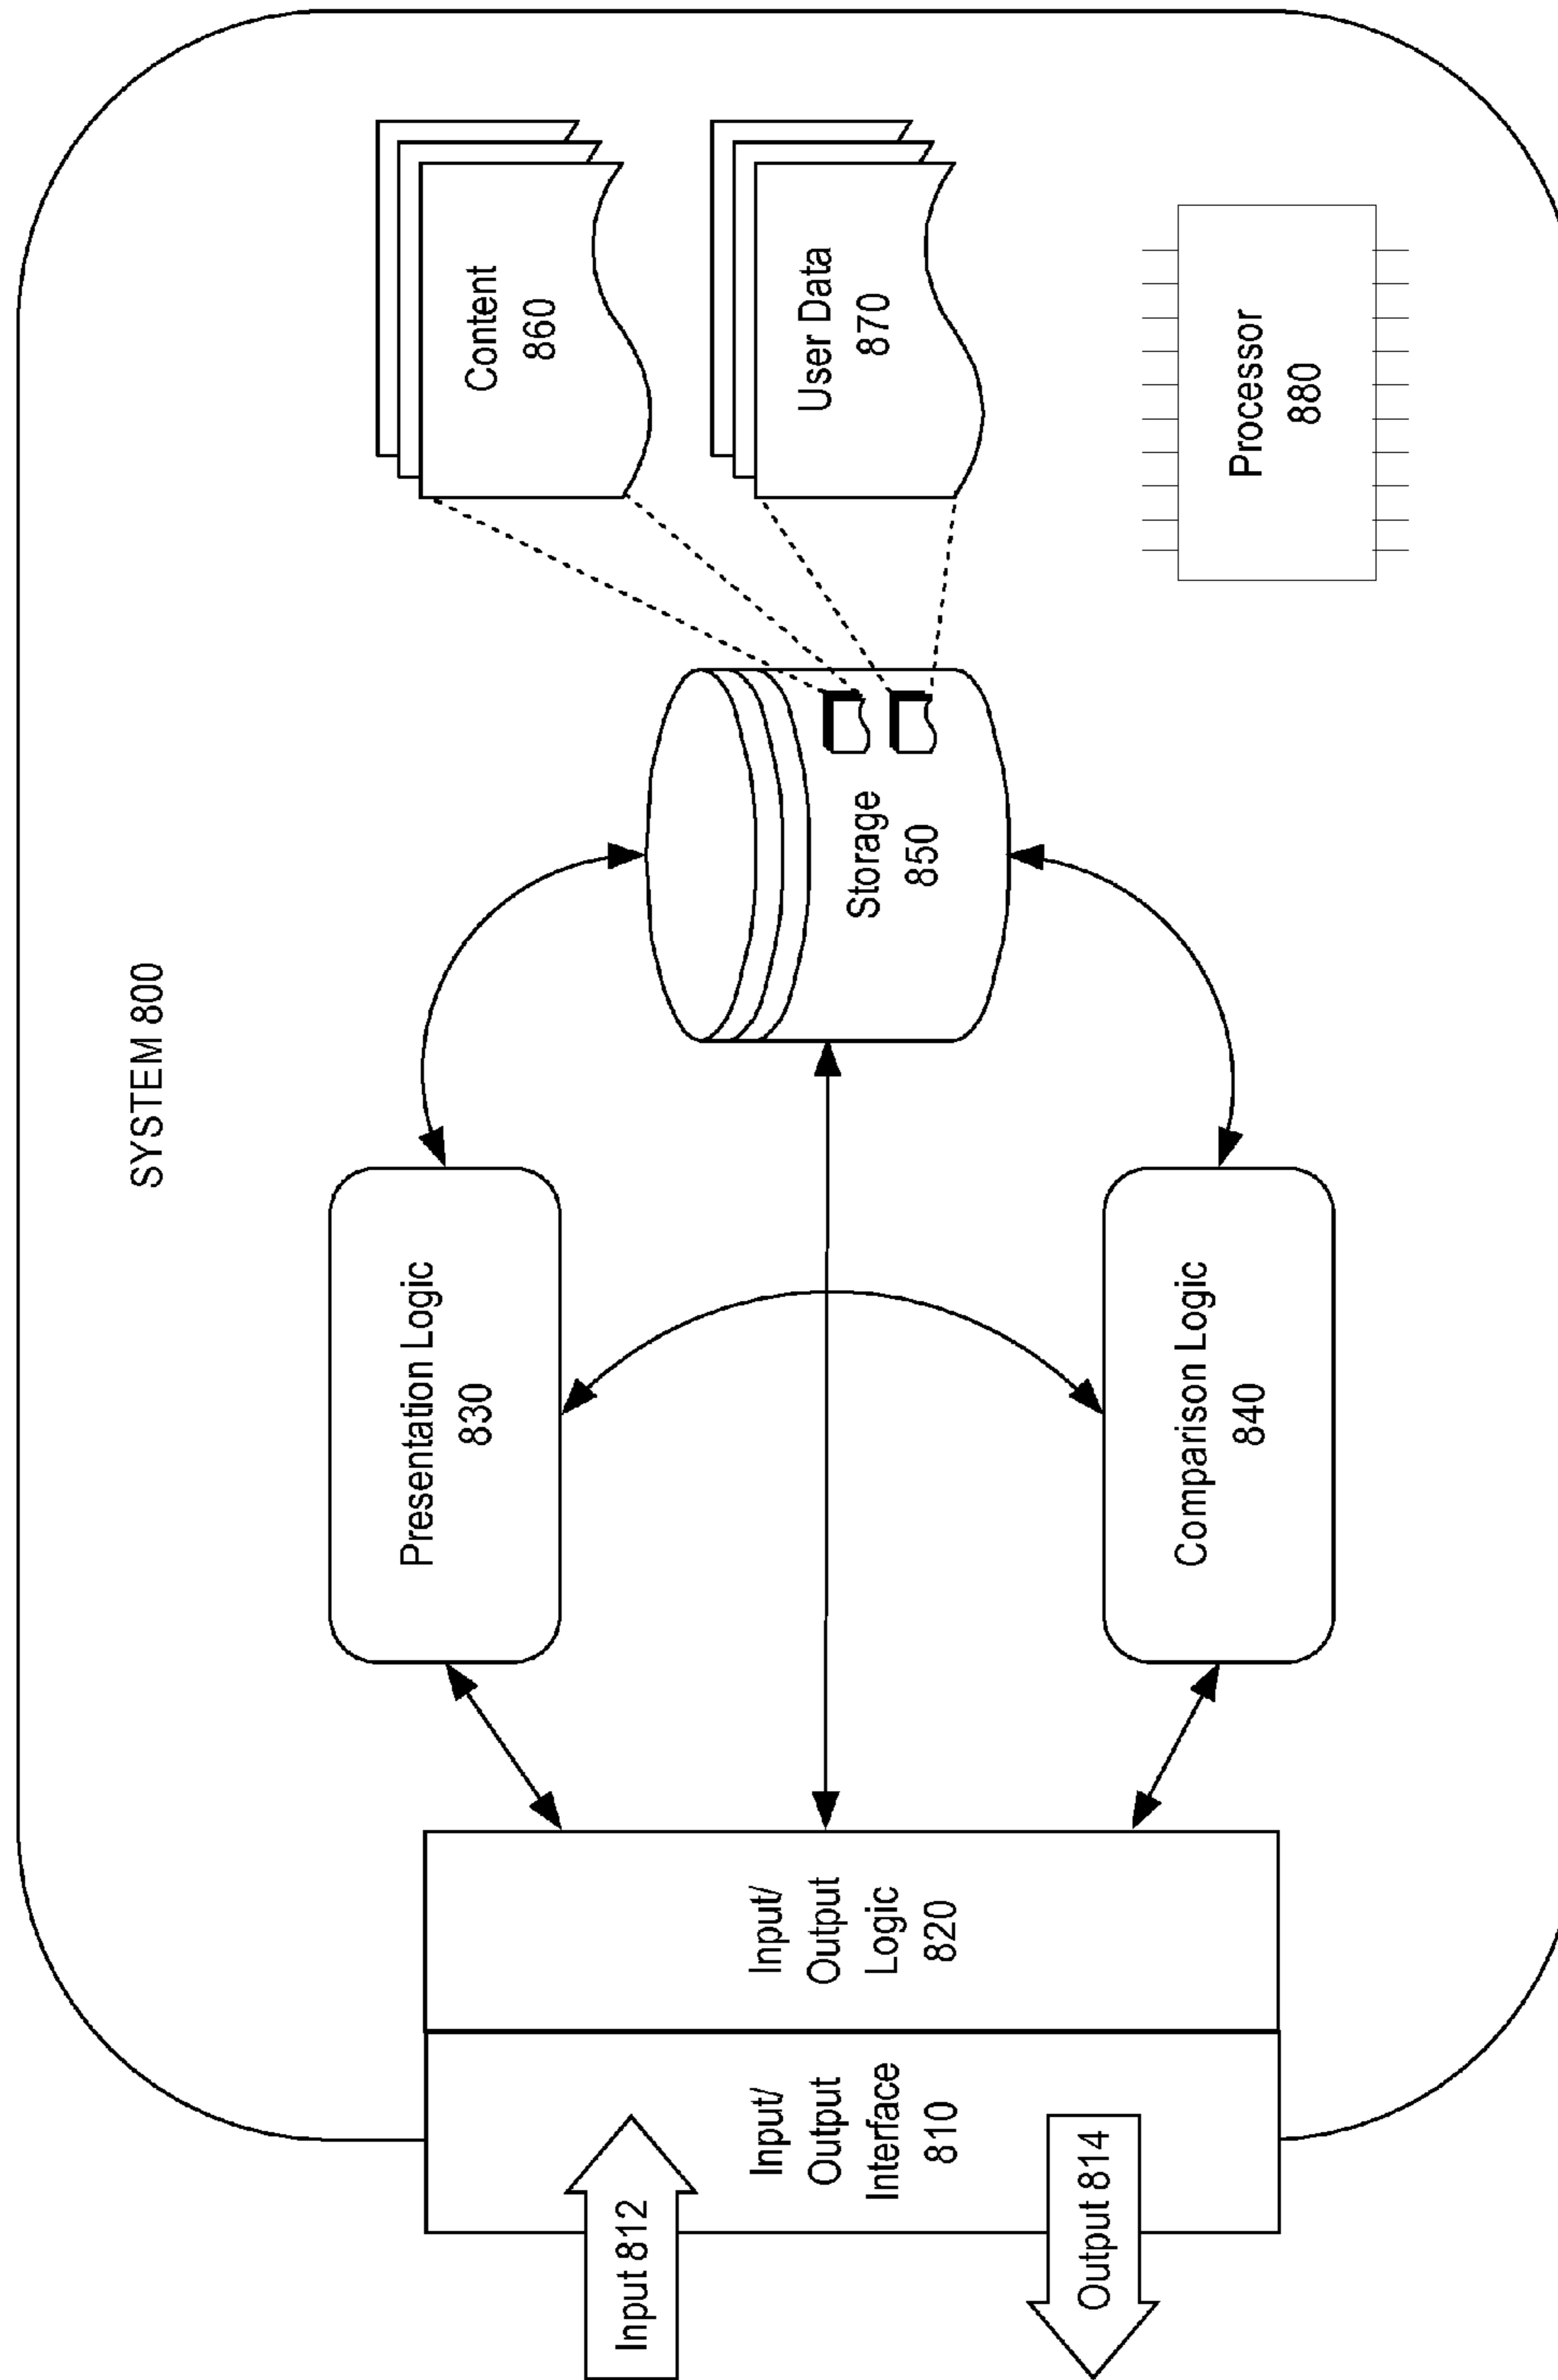 SYSTEM 800
Input 812
Output 814
Input/
Output
Interface
810
Input/
Output
Logic
820
Presentation Logic
830
Comparison Logic
840
Storage
850
Content
860
User Data
870
Processor
880